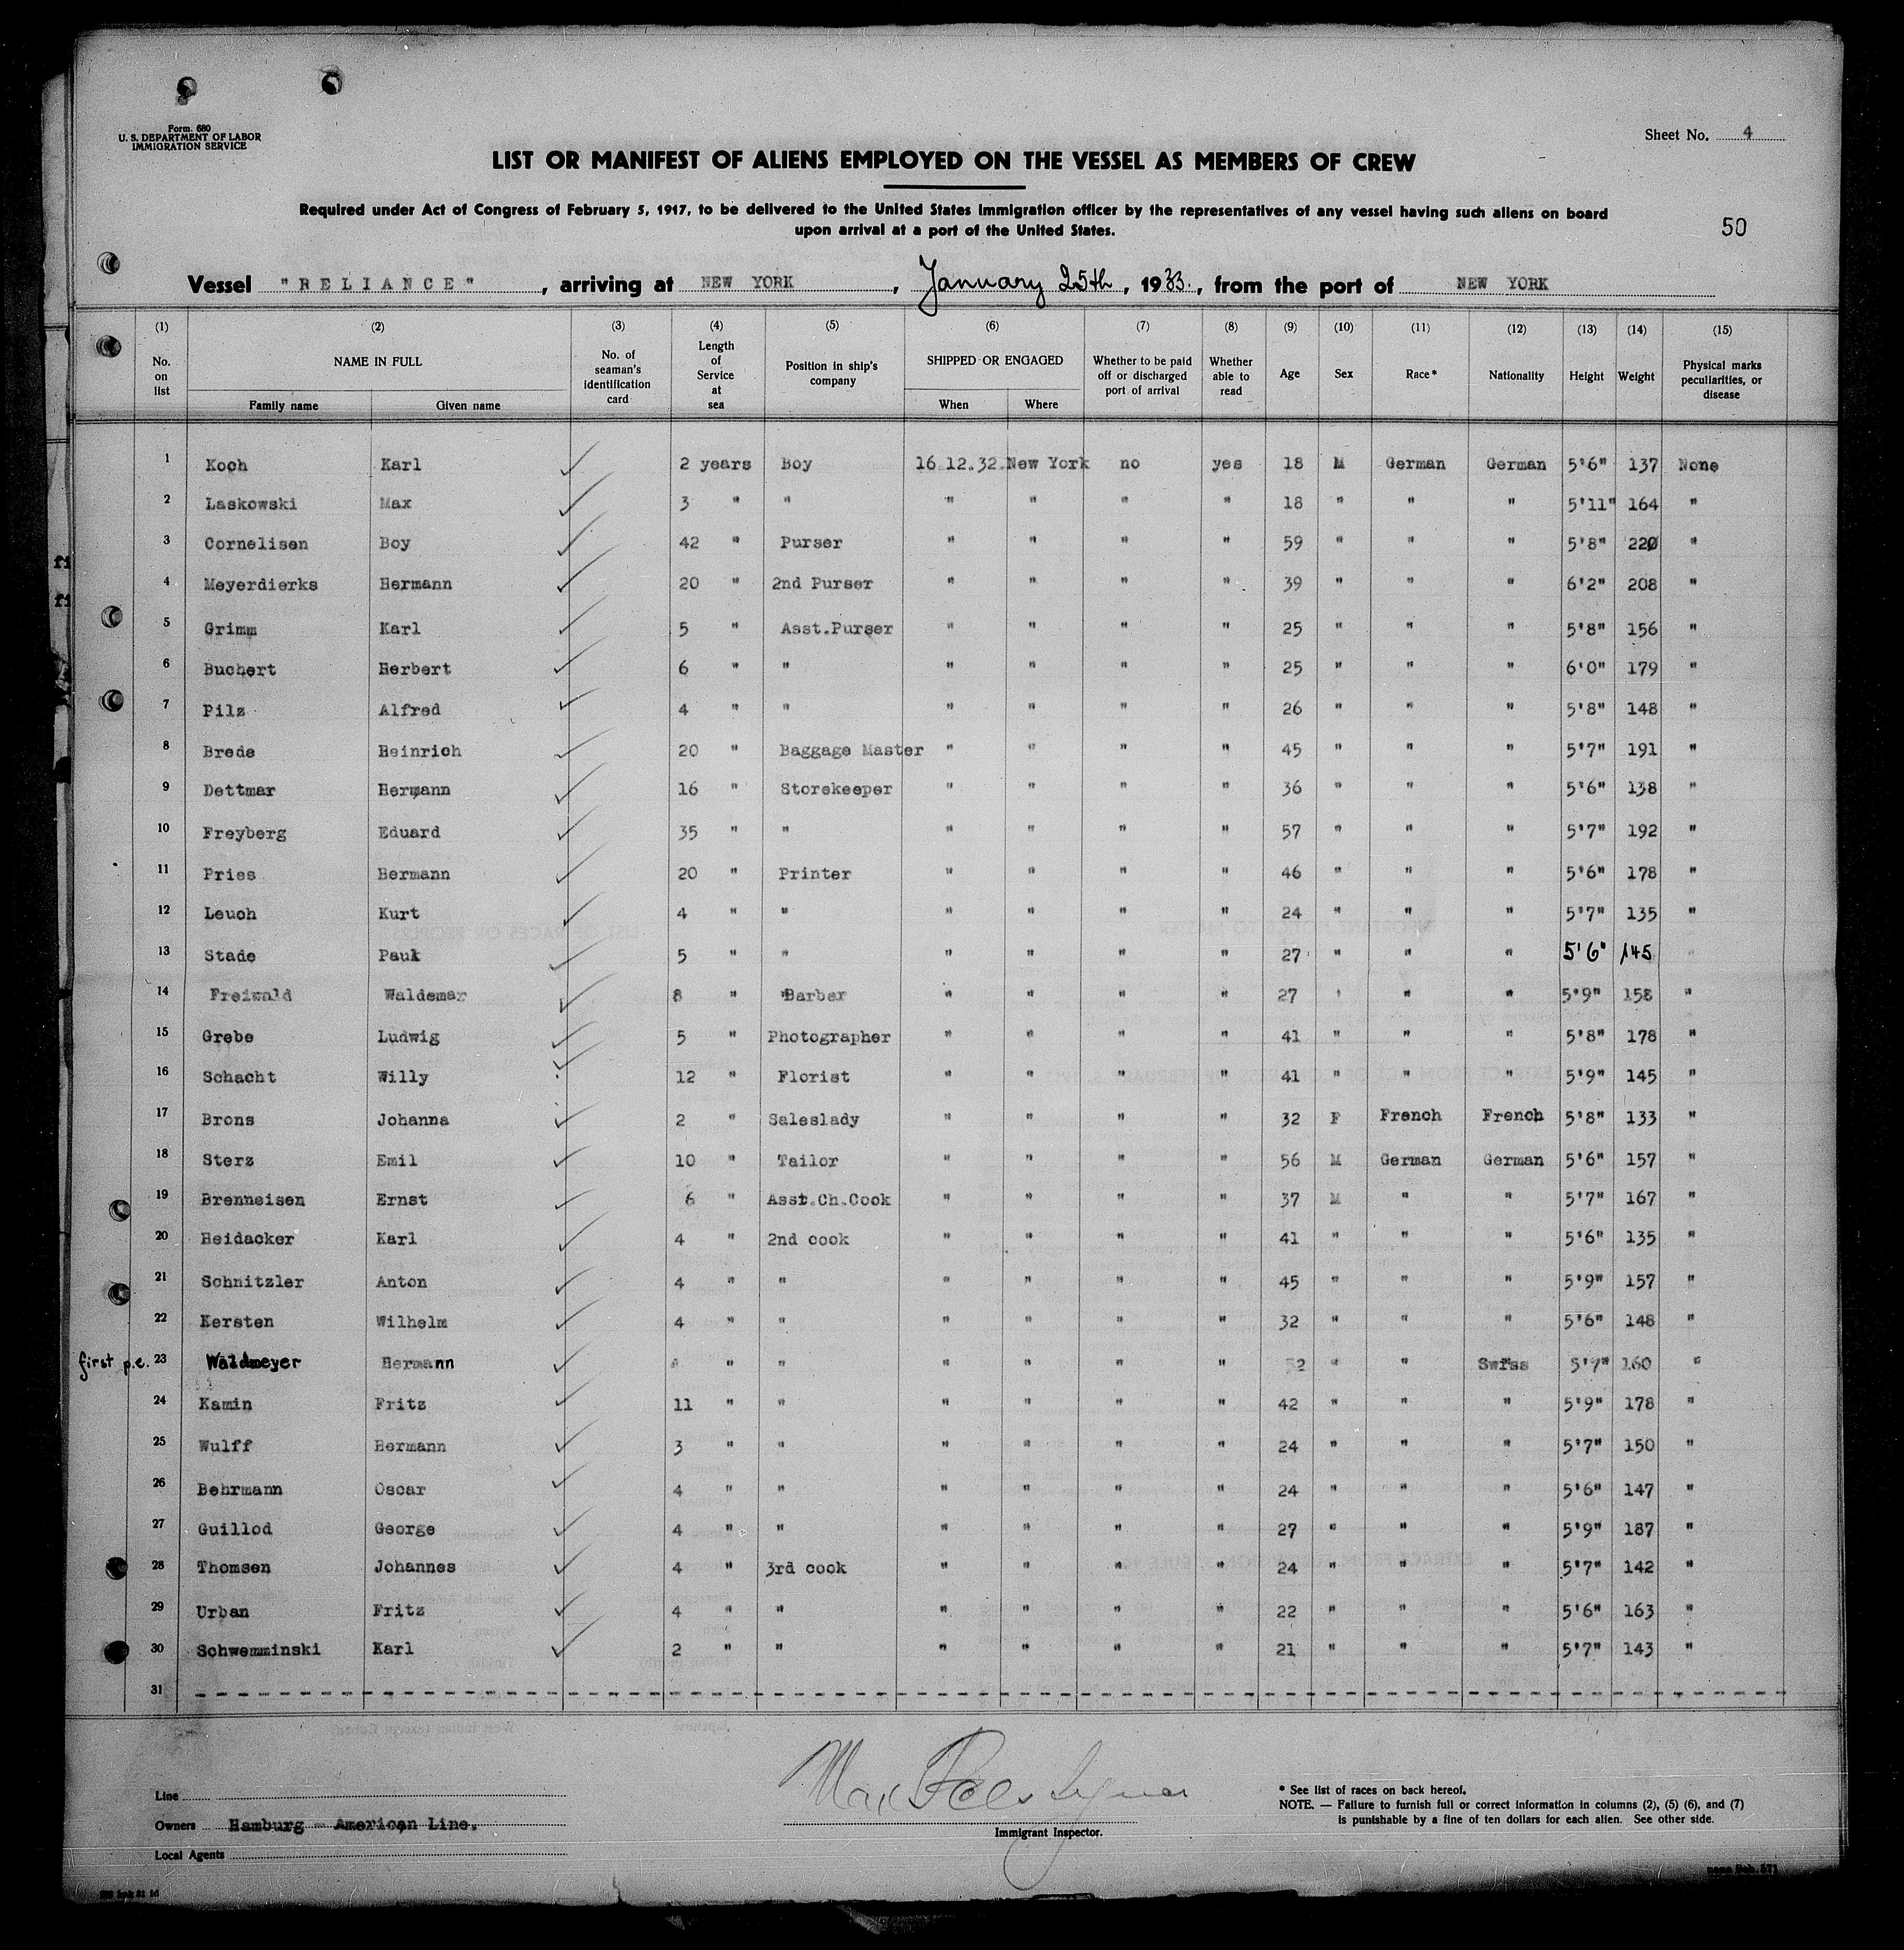 Form. 680
U. S. DEPARTMENT OF LABOR
IMMIGRATION SERVICE
Sheet No. 4
LIST OR MANIFEST OF ALIENS EMPLOYED ON THE VESSEL AS MEMBERS OF CREW
Required under Act of Congress of February 5, 1917, to be delivered to the United States Immigration officer by the representatives of any vessel having such aliens on board
upon arrival at a port of the United States.
50
Vessel "RELIANCE", arriving at NEW YORK, January 25th, 1933, from the port of NEW YORK
(1) (2) (3) (4) (5) (6) (7) (8) (9) (10) (11) (12) (13) (14) (15)
No. on list NAME IN FULL No. of seaman's identification card Length of Service at sea Position in ship's company SHIPPED OR ENGAGED Whether to be paid off or discharged port of arrival Whether able to read Age Sex Race* Nationality Height Weight Physical marks peculiarities, or disease
Family name Given name When Where
1 Koch Karl 2 years Boy 16.12.32. New York no yes 18 M German German 5'6" 137 None
2 Laskowski Max 3 " " " " " " 18 " " " 5'11" 164 "
3 Cornelisen Boy 42 " Purser " " " " 59 " " " 5'8" 220 "
4 Meyerdierks Hermann 20 " 2nd Purser " " " " 39 " " " 6'2" 208 "
5 Grimm Karl 5 " Asst.Purser " " " " 25 " " " 5'8" 156 "
6 Buchert Herbert 6 " " " " " " 25 " " " 6'0" 179 "
7 Pilz Alfred 4 " " " " " " 26 " " " 5'8" 148 "
8 Brede Heinrich 20 " Baggage Master " " " " 45 " " " 5'7" 191 "
9 Dettmar Hermann 16 " Storekeeper " " " " 36 " " " 5'6" 138 "
10 Freyberg Eduard 35 " " " " " " 57 " " " 5'7" 192 "
11 Pries Hermann 20 " Printer " " " " 46 " " " 5'6" 178 "
12 Leuch Kurt 4 " " " " " " 24 " " " 5'7" 135 "
13 Stade Paul 5 " " " " " " 27 " " " 5'6" 145 "
14 Freiwald Waldemar 8 " "Barber " " " " 27 ' " " 5'9" 158 "
15 Grebe Ludwig 5 " Photographer " " " " 41 " " " 5'8" 178 "
16 Schacht Willy 12 " Florist " " " " 41 " " " 5'9" 145 "
17 Brons Johanna 2 " Saleslady " " " " 32 F French French 5'8" 133 "
18 Sterz Emil 10 " Tailor " " " " 56 M German German 5'6" 157 "
19 Brenneisen Ernst 6 " Asst.Ch.Cook " " " " 37 M " " 5'7" 167 "
20 Heidacker Karl 4 " 2nd cook " " " " 41 " " " 5'6" 135 "
21 Schnitzler Anton 4 " " " " " " 45 " " " 5'9" 157 "
22 Kersten Wilhelm 4 " " " " " " 32 " " " 5'6" 148 "
first p.e. 23 Waldmeyer Hermann " " " " " " " " Swiss 5'7" 160 "
24 Kamin Fritz 11 " " " " " " 42 " " " 5'9" 178 "
25 Wulff Hermann 3 " " " " " " 24 " " " 5'7" 150 "
26 Behrmann Oscar 4 " " " " " " 24 " " " 5'6" 147 "
27 Guillod George 4 " " " " " " 27 " " " 5'9" 187 "
28 Thomsen Johannes 4 " 3rd cook " " " " 24 " " " 5'7" 142 "
29 Urban Fritz 4 " " " " " " 22 " " " 5'6" 163 "
30 Schwemminski Karl 2 " " " " " " 21 " " " 5'7" 143 "
31
Line
Owners Hamburg - American Line.
Local Agents
Max
Immigrant Inspector.
* See list of races on back hereof.
NOTE. — Failure to furnish full or correct information in columns (2), (5) (6), and (7)
is punishable by a fine of ten dollars for each alien. See other side.